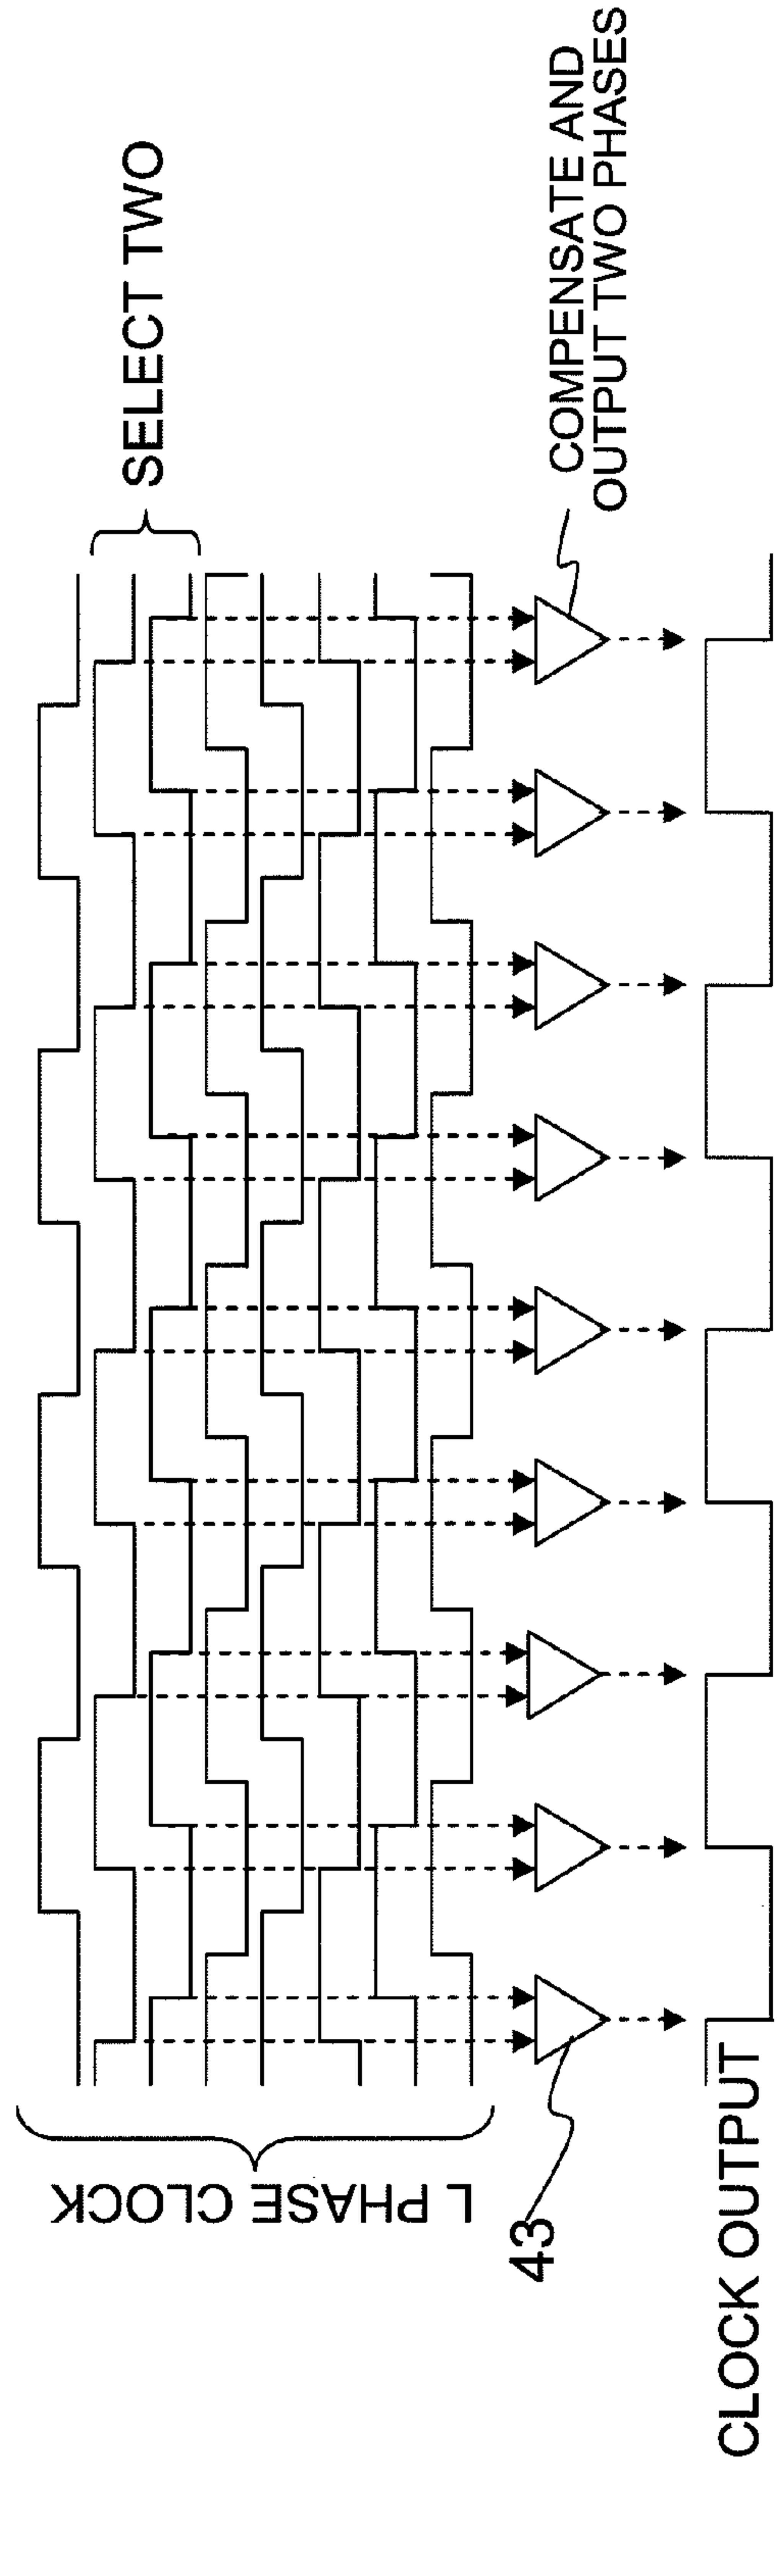 SELECT TWO
L PHASE CLOCK
COMPENSATE AND
OUTPUT TWO PHASES
43
CLOCK OUTPUT